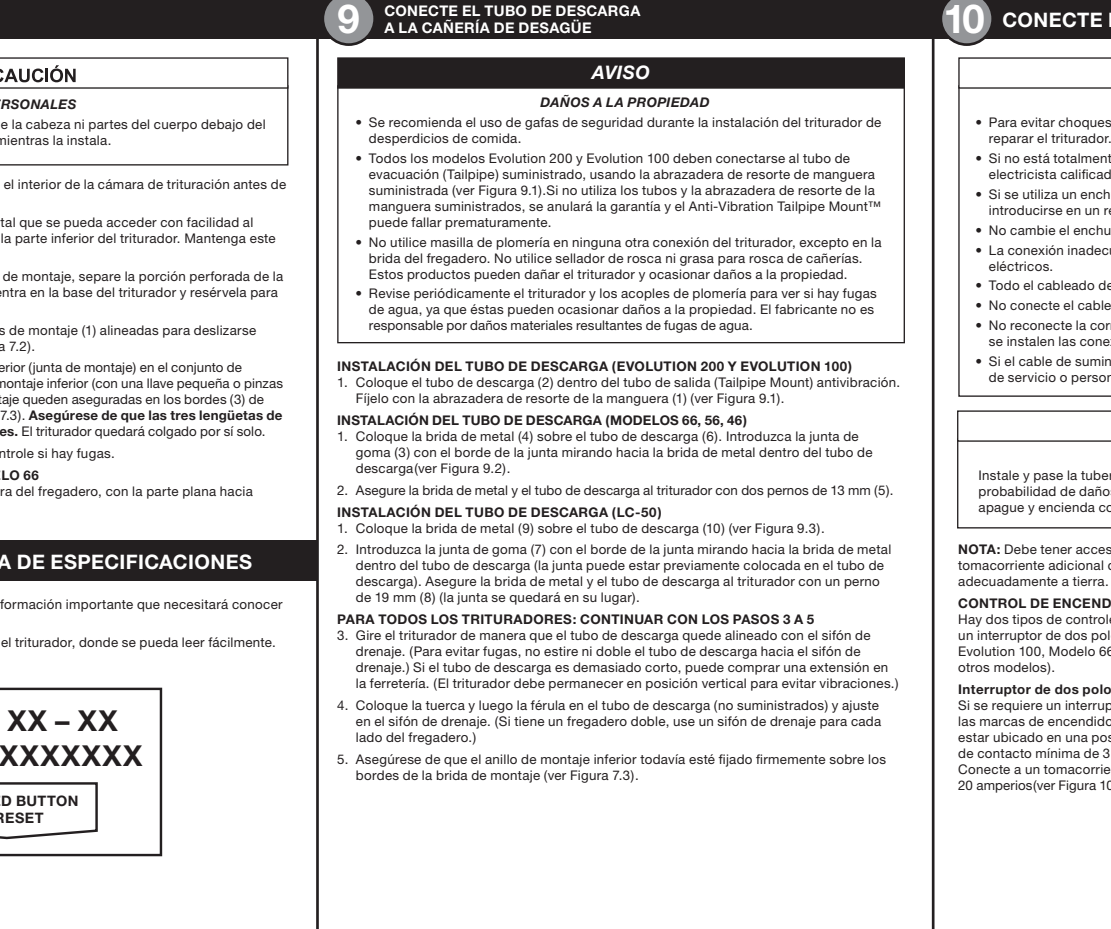 CAUCIÓN
ERSONALES
e la cabeza ni partes del cuerpo debajo del
mientras la instala.
el interior de la cámara de trituración antes de
tal que se pueda acceder con facilidad al
la parte inferior del triturador. Mantenga este
de montaje, separe la porción perforada de la
entra en la base del triturador y resérvela para
s de montaje (1) alineadas para deslizarse
a 7.2).
erior (junta de montaje) en el conjunto de
montaje inferior (con una llave pequeña o pinzas
taje queden aseguradas en los bordes (3) de
7.3). Asegúrese de que las tres lengüetas de
es. El triturador quedará colgado por sí solo.
ntrole si hay fugas.
LO 66
ra del fregadero, con la parte plana hacia
A DE ESPECIFICACIONES
formación importante que necesitará conocer
el triturador, donde se pueda leer fácilmente.
XX – XX
XXXXXXXX
ED BUTTON
RESET
9
CONECTE EL TUBO DE DESCARGA
A LA CAÑERÍA DE DESAGÜE
AVISO
DAÑOS A LA PROPIEDAD
• Se recomienda el uso de gafas de seguridad durante la instalación del triturador de
desperdicios de comida.
• Todos los modelos Evolution 200 y Evolution 100 deben conectarse al tubo de
evacuación (Tailpipe) suministrado, usando la abrazadera de resorte de manguera
suministrada (ver Figura 9.1).Si no utiliza los tubos y la abrazadera de resorte de la
manguera suministrados, se anulará la garantía y el Anti-Vibration Tailpipe Mount™
puede fallar prematuramente.
• No utilice masilla de plomería en ninguna otra conexión del triturador, excepto en la
brida del fregadero. No utilice sellador de rosca ni grasa para rosca de cañerías.
Estos productos pueden dañar el triturador y ocasionar daños a la propiedad.
• Revise periódicamente el triturador y los acoples de plomería para ver si hay fugas
de agua, ya que éstas pueden ocasionar daños a la propiedad. El fabricante no es
responsable por daños materiales resultantes de fugas de agua.
INSTALACIÓN DEL TUBO DE DESCARGA (EVOLUTION 200 Y EVOLUTION 100)
1. Coloque el tubo de descarga (2) dentro del tubo de salida (Tailpipe Mount) antivibración.
Fíjelo con la abrazadera de resorte de la manguera (1) (ver Figura 9.1).
INSTALACIÓN DEL TUBO DE DESCARGA (MODELOS 66, 56, 46)
1. Coloque la brida de metal (4) sobre el tubo de descarga (6). Introduzca la junta de
goma (3) con el borde de la junta mirando hacia la brida de metal dentro del tubo de
descarga(ver Figura 9.2).
2. Asegure la brida de metal y el tubo de descarga al triturador con dos pernos de 13 mm (5).
INSTALACIÓN DEL TUBO DE DESCARGA (LC-50)
1. Coloque la brida de metal (9) sobre el tubo de descarga (10) (ver Figura 9.3).
2. Introduzca la junta de goma (7) con el borde de la junta mirando hacia la brida de metal
dentro del tubo de descarga (la junta puede estar previamente colocada en el tubo de
descarga). Asegure la brida de metal y el tubo de descarga al triturador con un perno
de 19 mm (8) (la junta se quedará en su lugar).
PARA TODOS LOS TRITURADORES: CONTINUAR CON LOS PASOS 3 A 5
3. Gire el triturador de manera que el tubo de descarga quede alineado con el sifón de
drenaje. (Para evitar fugas, no estire ni doble el tubo de descarga hacia el sifón de
drenaje.) Si el tubo de descarga es demasiado corto, puede comprar una extensión en
la ferretería. (El triturador debe permanecer en posición vertical para evitar vibraciones.)
4. Coloque la tuerca y luego la férula en el tubo de descarga (no suministrados) y ajuste
en el sifón de drenaje. (Si tiene un fregadero doble, use un sifón de drenaje para cada
lado del fregadero.)
5. Asegúrese de que el anillo de montaje inferior todavía esté fijado firmemente sobre los
bordes de la brida de montaje (ver Figura 7.3).
10
CONECTE
• Para evitar choques
reparar el triturador.
• Si no está totalment
electricista calificad
• Si se utiliza un ench
introducirse en un re
• No cambie el enchu
• La conexión inadecu
eléctricos.
• Todo el cableado de
• No conecte el cable
• No reconecte la cor
se instalen las cone
• Si el cable de sumin
de servicio o person
Instale y pase la tuber
probabilidad de daño
apague y encienda co
NOTA: Debe tener acces
tomacorriente adicional
adecuadamente a tierra.
CONTROL DE ENCEND
Hay dos tipos de controle
un interruptor de dos pol
Evolution 100, Modelo 66
otros modelos).
Interruptor de dos polo
Si se requiere un interrup
las marcas de encendido
estar ubicado en una pos
de contacto mínima de 3
Conecte a un tomacorrie
20 amperios(ver Figura 10